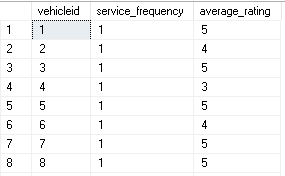 vehicleid service_frequency average_rating
1 1 1 5
2 2 1 4
3 3 1 5
4 4 1 3
5 5 1 5
6 6 1 4
7 7 1 5
8 8 1 5